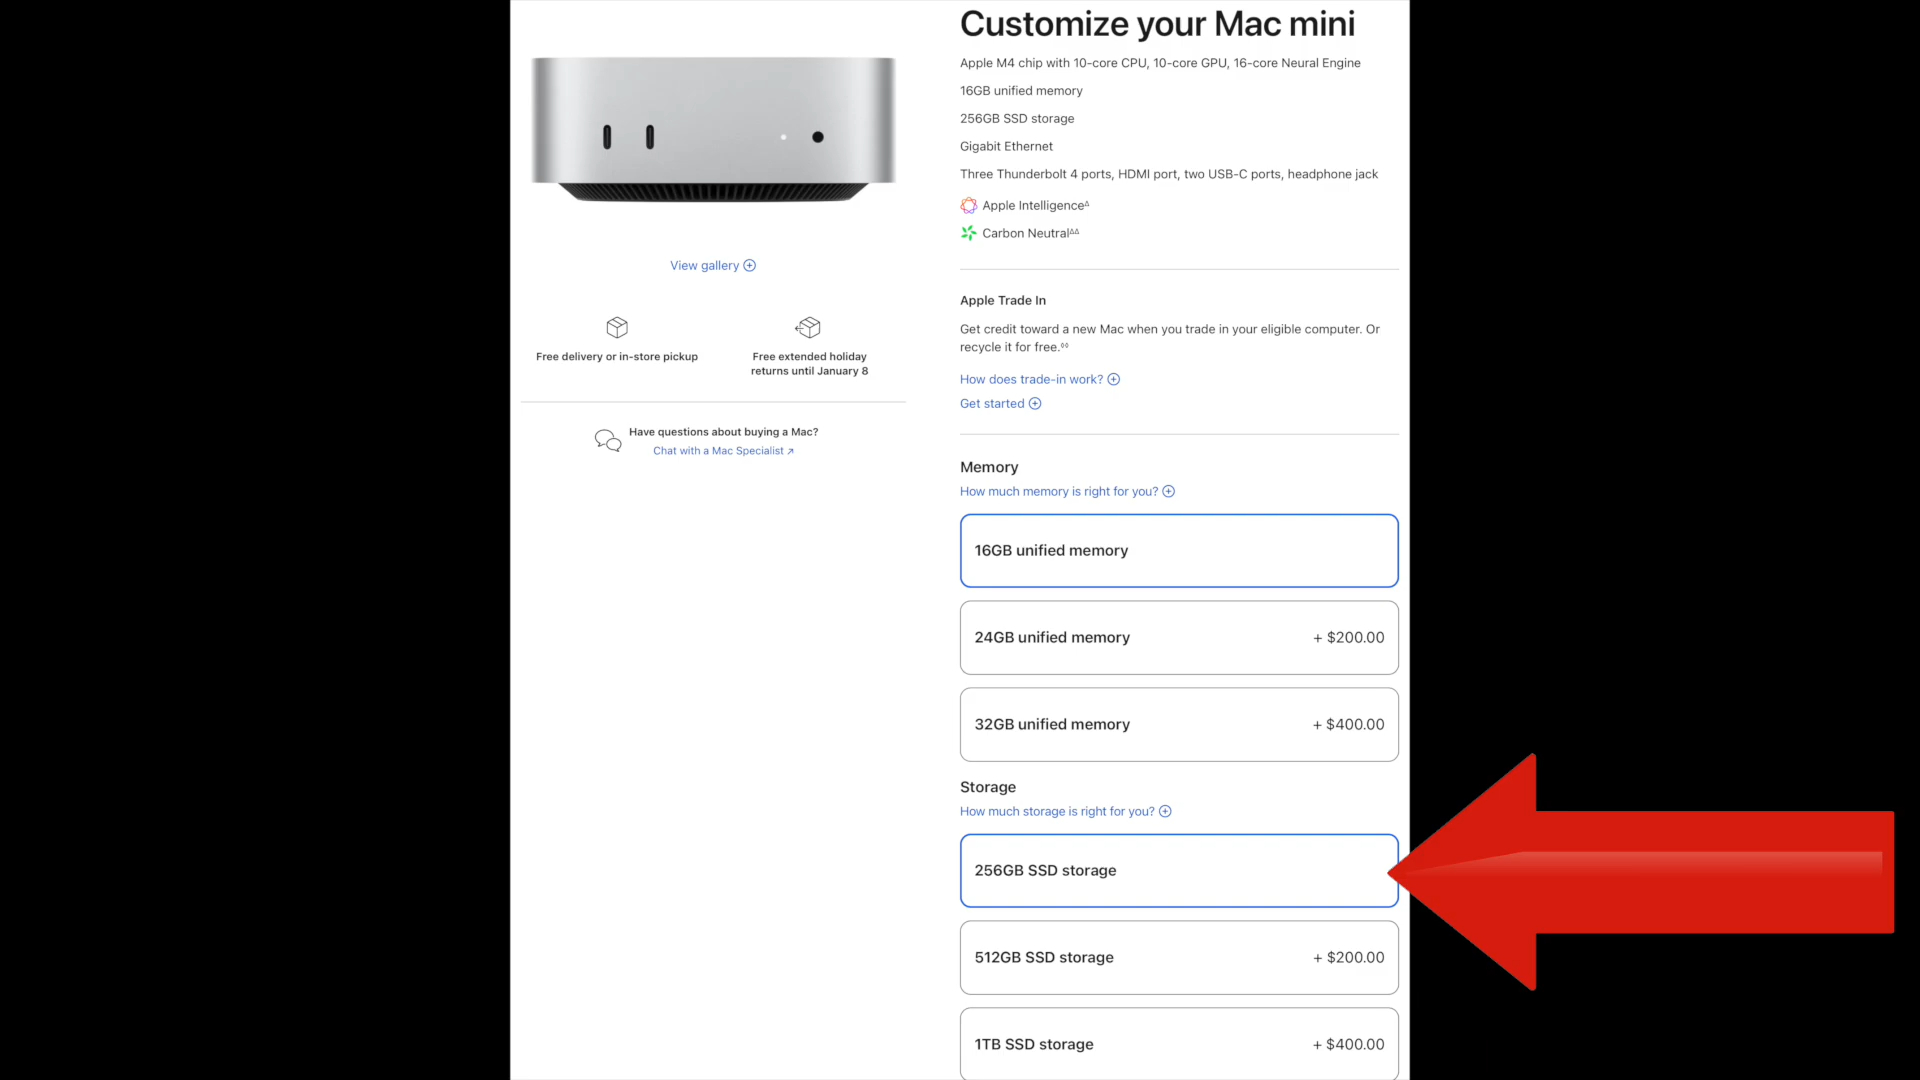 Customize your Mac mini
Apple M4 chip with 10-core CPU, 10-core GPU, 16-core Neural Engine
16GB unified memory
256GB SSD storage
Gigabit Ethernet
Three Thunderbolt 4 ports, HDMI port, two USB-C ports, headphone jack
Apple Intelligence∆
Carbon Neutral∆∆
View gallery
Free delivery or in-store pickup
Free extended holiday
returns until January 8
Have questions about buying a Mac?
Chat with a Mac Specialist ↗
Apple Trade In
Get credit toward a new Mac when you trade in your eligible computer. Or
recycle it for free.◊◊
How does trade-in work?
Get started
Memory
How much memory is right for you?
16GB unified memory
24GB unified memory + $200.00
32GB unified memory + $400.00
Storage
How much storage is right for you?
256GB SSD storage
512GB SSD storage + $200.00
1TB SSD storage + $400.00